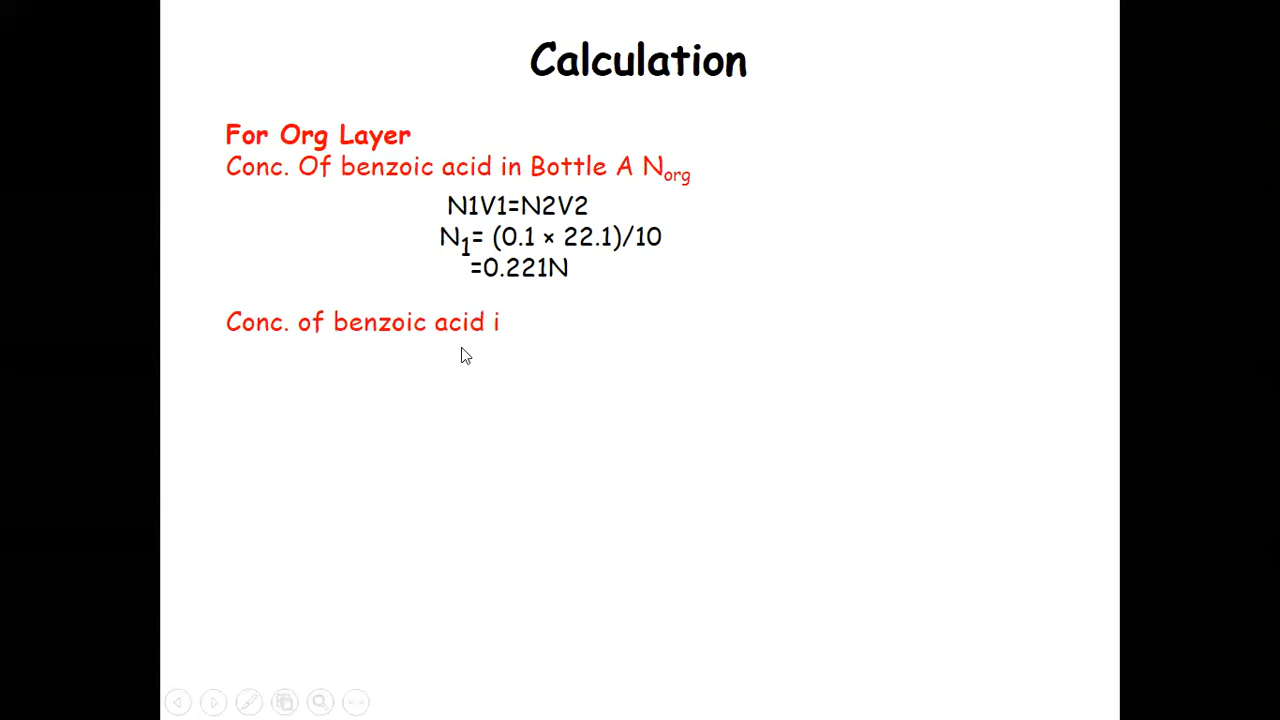 Calculation
For Org Layer
Conc. Of benzoic acid in Bottle A Norg
N1V1=N2V2
N1= (0.1 × 22.1)/10
=0.221N
Conc. of benzoic acid i